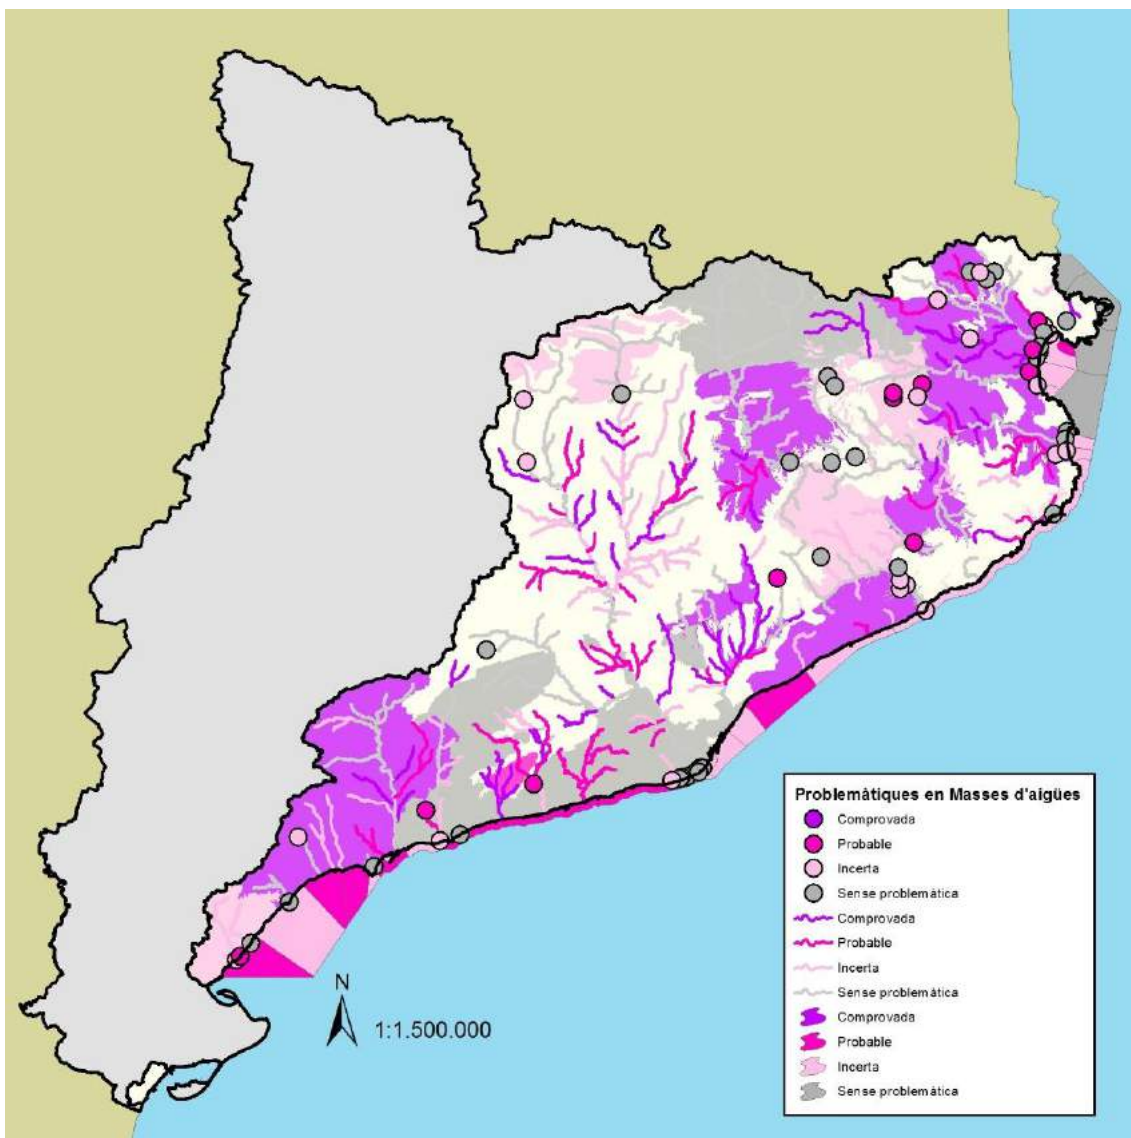 Problemàtiques en Masses d'aigües
Comprovada
Probable
Incerta
Sense problemàtica
Comprovada
Probable
Incerta
Sense problemàtica
Comprovada
Probable
Incerta
Sense problemàtica
N
1:1.500.000